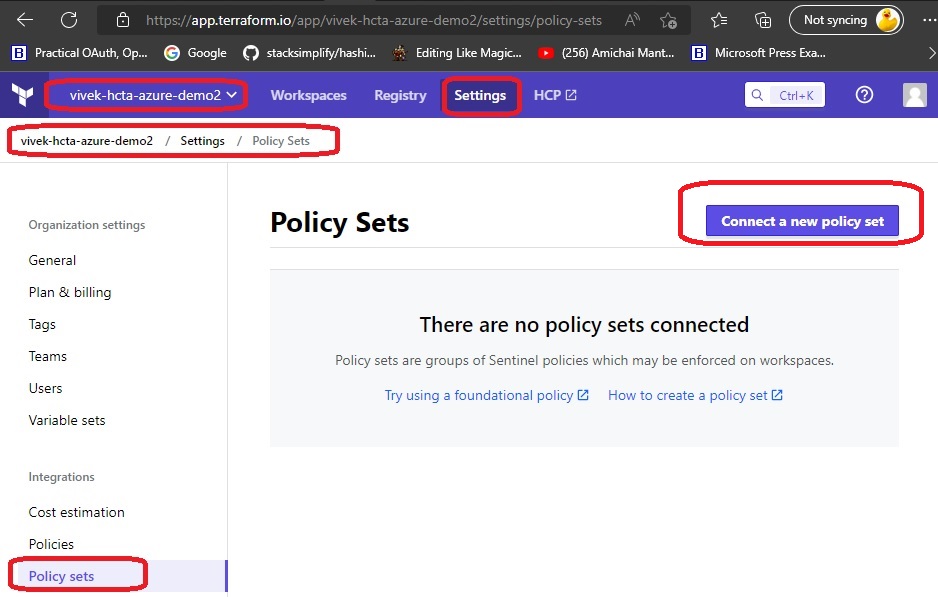 https://app.terraform.io/app/vivek-hcta-azure-demo2/settings/policy-sets A Not syncing
B Practical OAuth, Op... G Google stacksimplify/hashi... Editing Like Magic... (256) Amichai Mant... B Microsoft Press Exa...
vivek-hcta-azure-demo2 Workspaces Registry Settings HCP Ctrl+K ?
vivek-hcta-azure-demo2 / Settings / Policy Sets
Organization settings
General
Plan & billing
Tags
Teams
Users
Variable sets
Integrations
Cost estimation
Policies
Policy sets
Policy Sets
Connect a new policy set
There are no policy sets connected
Policy sets are groups of Sentinel policies which may be enforced on workspaces.
Try using a foundational policy How to create a policy set